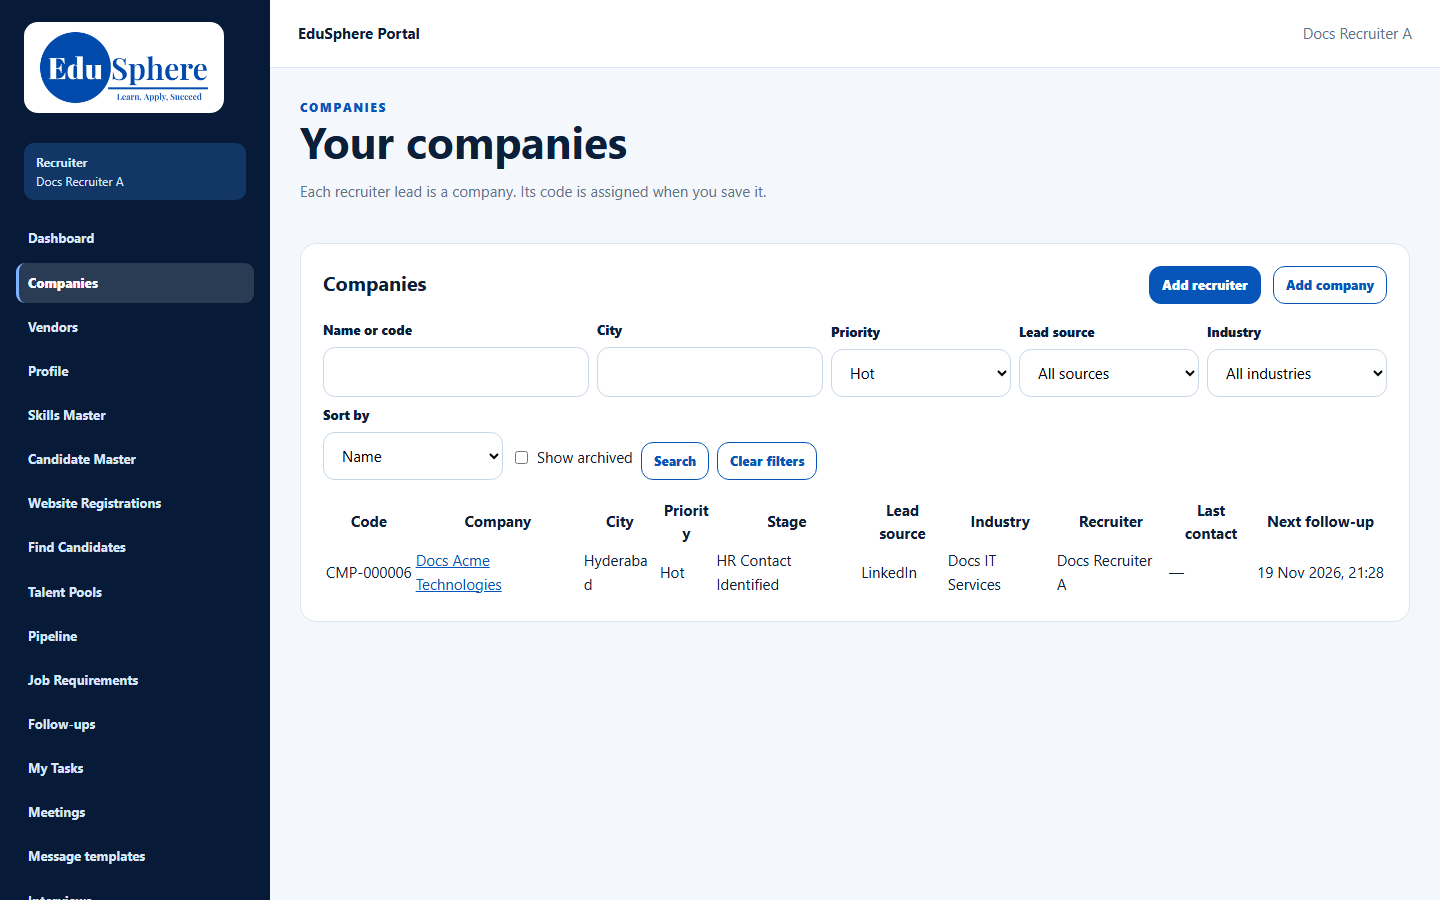 EduSphere
Learn. Apply, Succeed
Recruiter
Docs Recruiter A
Dashboard
Companies
Vendors
Profile
Skills Master
Candidate Master
Website Registrations
Find Candidates
Talent Pools
Pipeline
Job Requirements
Follow-ups
My Tasks
Meetings
Message templates
EduSphere Portal
Docs Recruiter A
COMPANIES
Your companies
Each recruiter lead is a company. Its code is assigned when you save it.
Companies
Add recruiter
Add company
Name or code
City
Priority
Lead source
Industry
Hot
All sources
All industries
Sort by
Name
Show archived
Search
Clear filters
Code
Company
City
Priorit
y
Stage
Lead
source
Industry
Recruiter
Last
contact
Next follow-up
CMP-000006
Docs Acme
Technologies
Hyderaba
d
Hot
HR Contact
Identified
LinkedIn
Docs IT
Services
Docs Recruiter
A
—
19 Nov 2026, 21:28